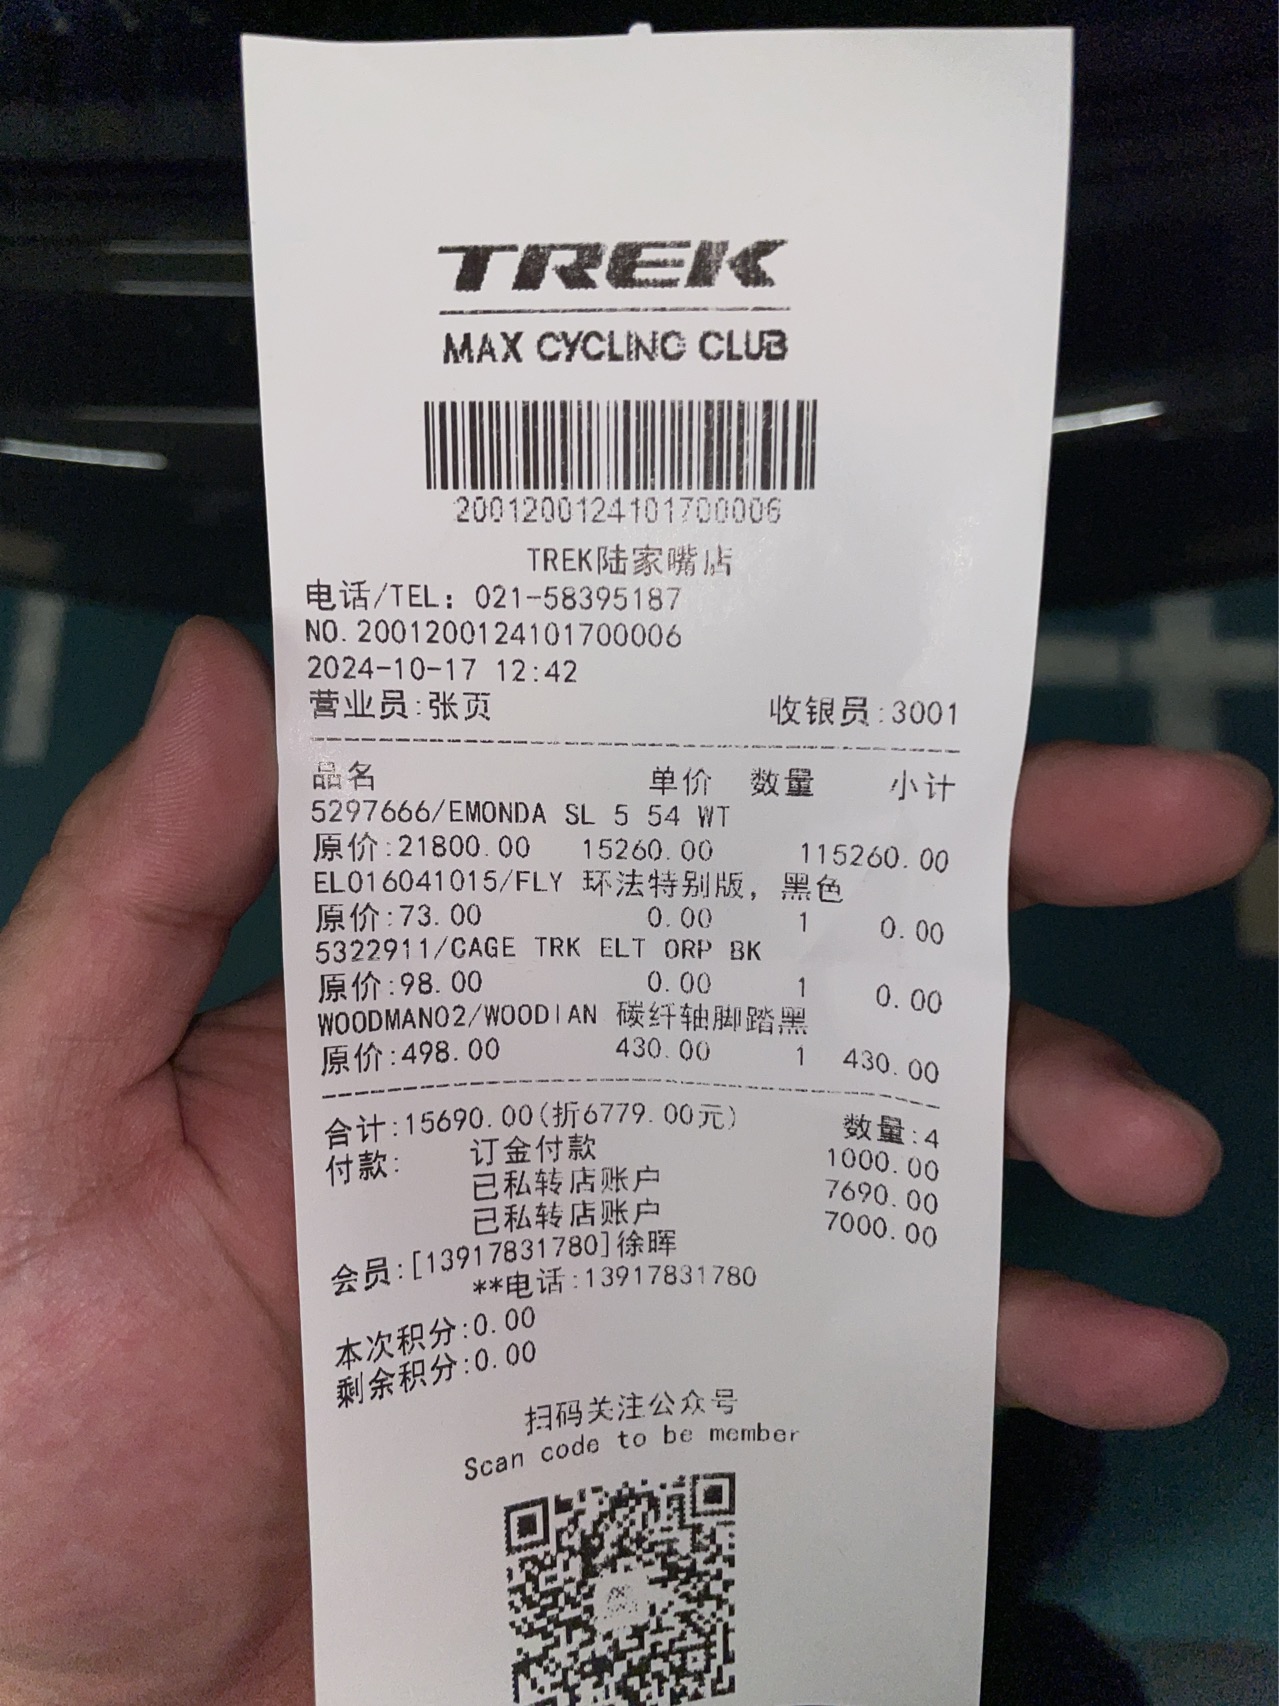 TREK
MAX CYCLING CLUB
2001200124101700006
TREK陆家嘴店
电话/TEL: 021-58395187
NO.2001200124101700006
2024-10-17 12:42
营业员:张页 收银员:3001
品名 单价 数量 小计
5297666/EMONDA SL 5 54 WT
原价:21800.00 15260.00 115260.00
EL016041015/FLY 环法特别版，黑色
原价:73.00 0.00 1 0.00
5322911/CAGE TRK ELT ORP BK
原价:98.00 0.00 1 0.00
WOODMAN02/WOODIAN 碳纤轴脚踏黑
原价:498.00 430.00 1 430.00
合计:15690.00(折6779.00元) 数量:4
付款: 订金付款 1000.00
已私转店账户 7690.00
已私转店账户 7000.00
会员:[13917831780]徐晖
**电话:13917831780
本次积分:0.00
剩余积分:0.00
扫码关注公众号
Scan code to be member